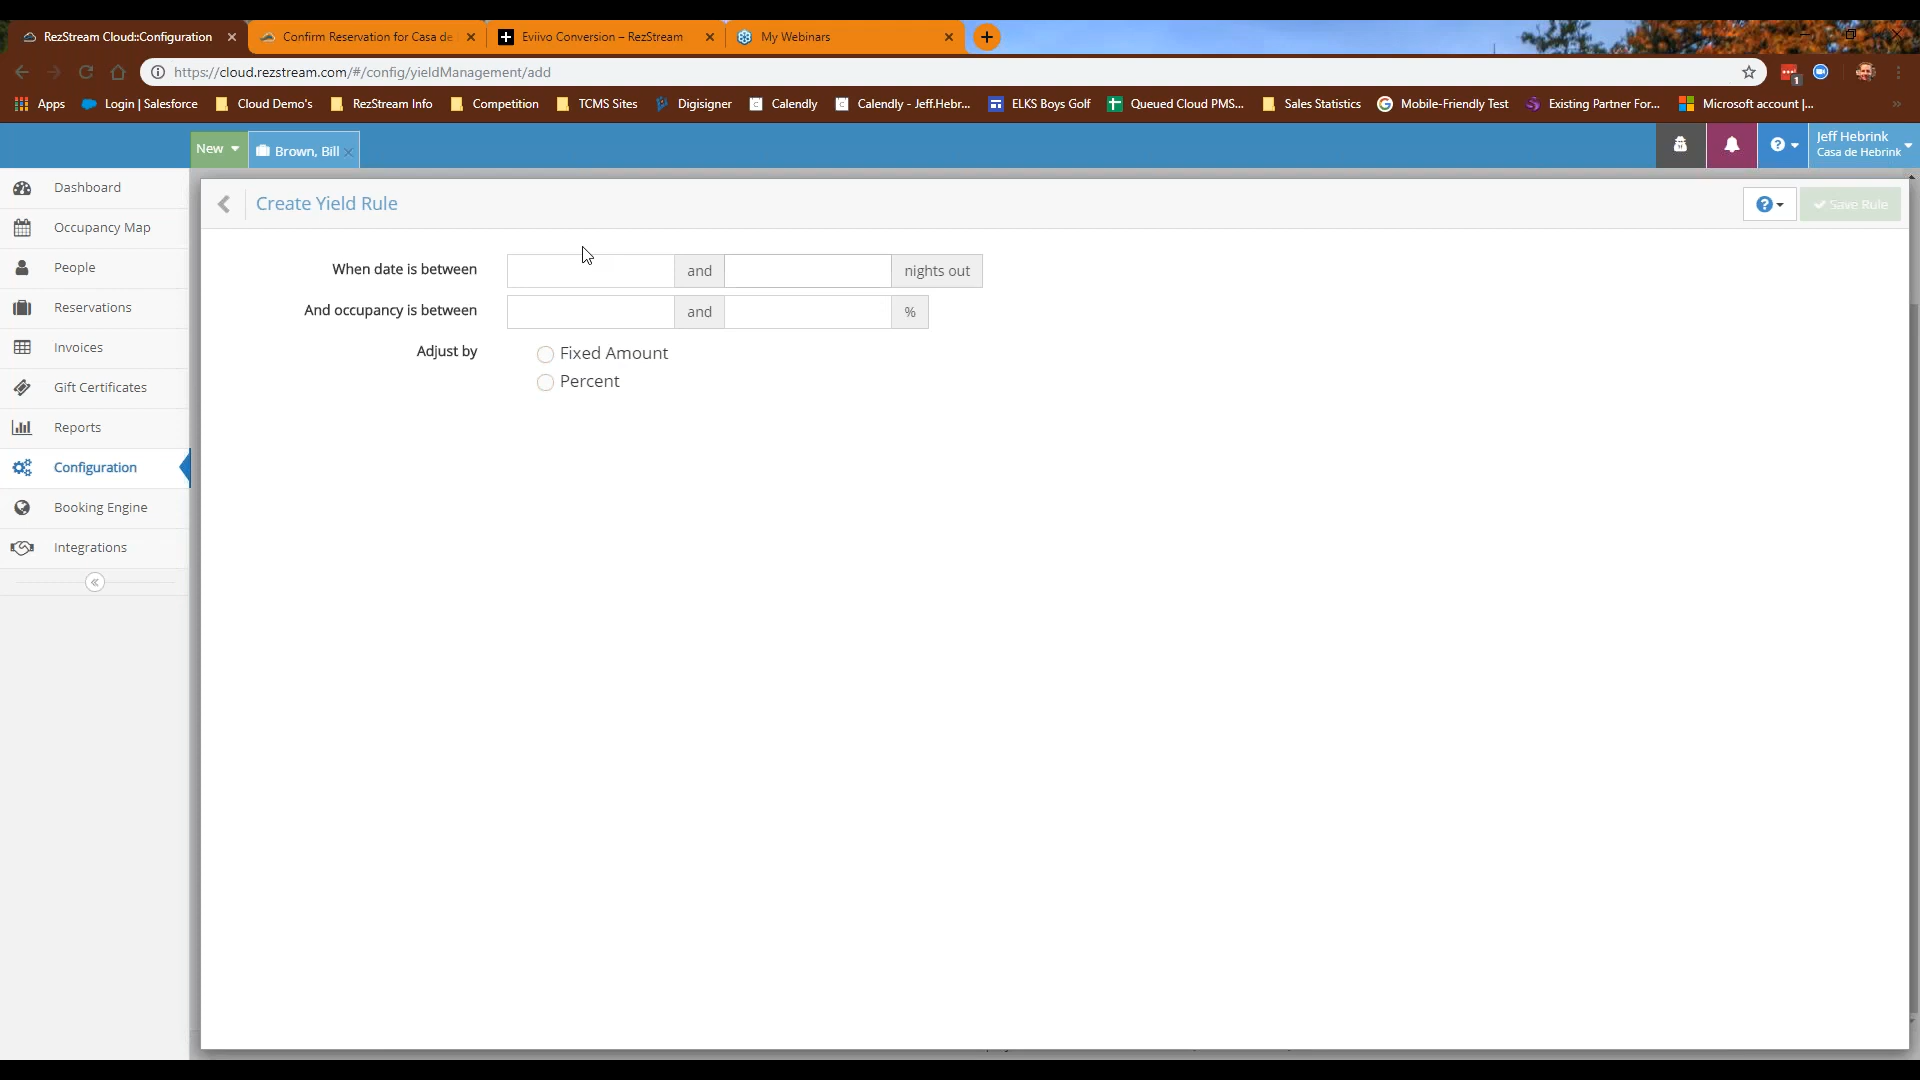 RezStream Cloud::Configuration
Confirm Reservation for Casa de
Eviivo Conversion – RezStream
My Webinars
https://cloud.rezstream.com/#/config/yieldManagement/add
1
Apps
Login | Salesforce
Cloud Demo's
RezStream Info
Competition
TCMS Sites
Digisigner
Calendly
Calendly - Jeff.Hebr...
ELKS Boys Golf
Queued Cloud PMS...
Sales Statistics
Mobile-Friendly Test
Existing Partner For...
Microsoft account |...
New
Brown, Bill
Jeff Hebrink
Casa de Hebrink
Dashboard
Occupancy Map
People
Reservations
Invoices
Gift Certificates
Reports
Configuration
Booking Engine
Integrations
Create Yield Rule
Save Rule
When date is between
and
nights out
And occupancy is between
and
%
Adjust by
Fixed Amount
Percent